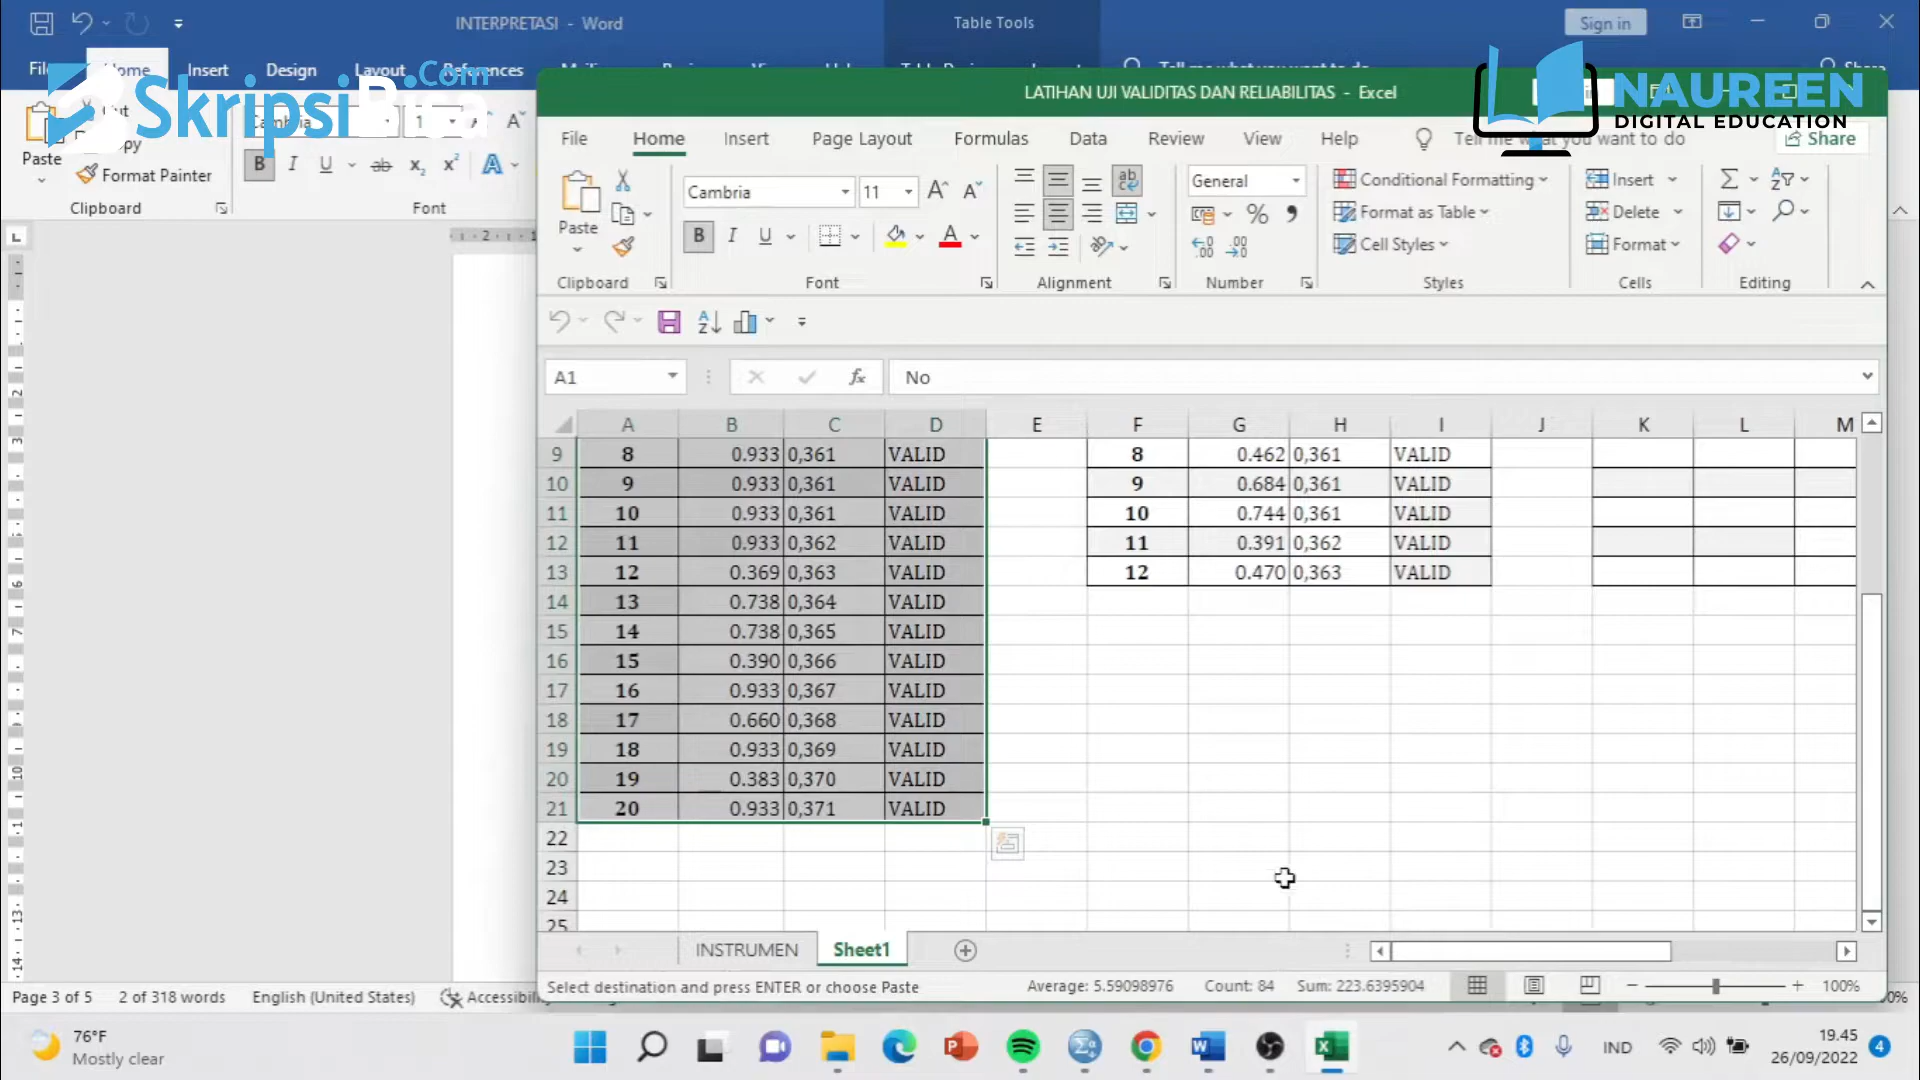 INTERPRETASI - Word
Table Tools
Sign in
File Home Insert Design Layout References
Tell me what you want to do
Share
SkripsiBisa
.Com
NAUREEN
DIGITAL EDUCATION
Paste
Cut
Copy
Format Painter
B I U ab x₂ x² A
Clipboard
Font
LATIHAN UJI VALIDITAS DAN RELIABILITAS - Excel
File Home Insert Page Layout Formulas Data Review View Help Tell me what you want to do Share
Paste
Cambria 11
B I U
General
Conditional Formatting
Format as Table
Cell Styles
Insert
Delete
Format
Clipboard Font Alignment Number Styles Cells Editing
A1 fx No
A B C D E F G H I J K L M
9 8 0.933 0,361 VALID 8 0.462 0,361 VALID
10 9 0.933 0,361 VALID 9 0.684 0,361 VALID
11 10 0.933 0,361 VALID 10 0.744 0,361 VALID
12 11 0.933 0,362 VALID 11 0.391 0,362 VALID
13 12 0.369 0,363 VALID 12 0.470 0,363 VALID
14 13 0.738 0,364 VALID
15 14 0.738 0,365 VALID
16 15 0.390 0,366 VALID
17 16 0.933 0,367 VALID
18 17 0.660 0,368 VALID
19 18 0.933 0,369 VALID
20 19 0.383 0,370 VALID
21 20 0.933 0,371 VALID
22
23
24
25
INSTRUMEN Sheet1
Select destination and press ENTER or choose Paste Average: 5.59098976 Count: 84 Sum: 223.6395904 100%
Page 3 of 5 2 of 318 words English (United States)
76°F
Mostly clear
IND
19.45
26/09/2022
4